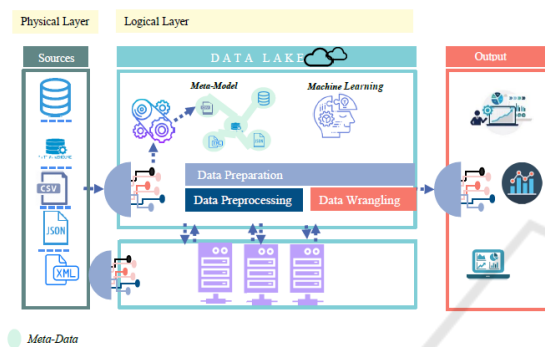 Physical Layer
Logical Layer
Sources
DATA LAKE
Output
Meta-Model
Machine Learning
CSV
JSON
XML
Data Preparation
Data Preprocessing
Data Wrangling
Meta-Data